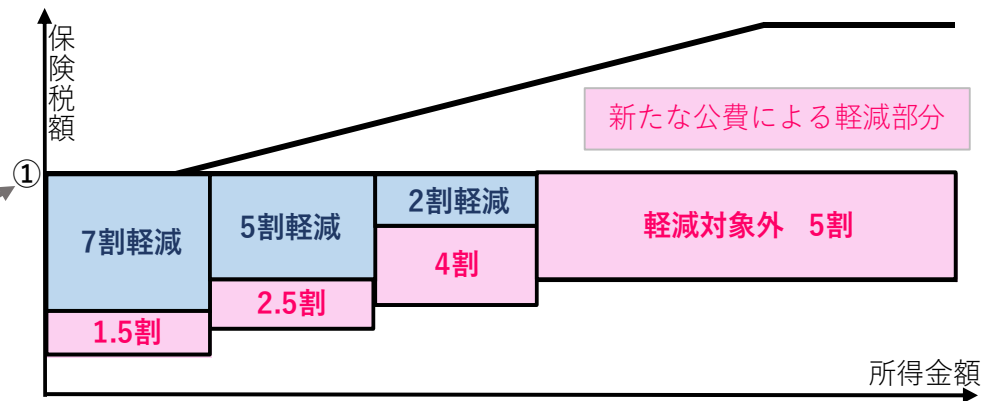 保険税額
新たな公費による軽減部分
①
7割軽減
5割軽減
2割軽減
軽減対象外 5割
4割
2.5割
1.5割
所得金額